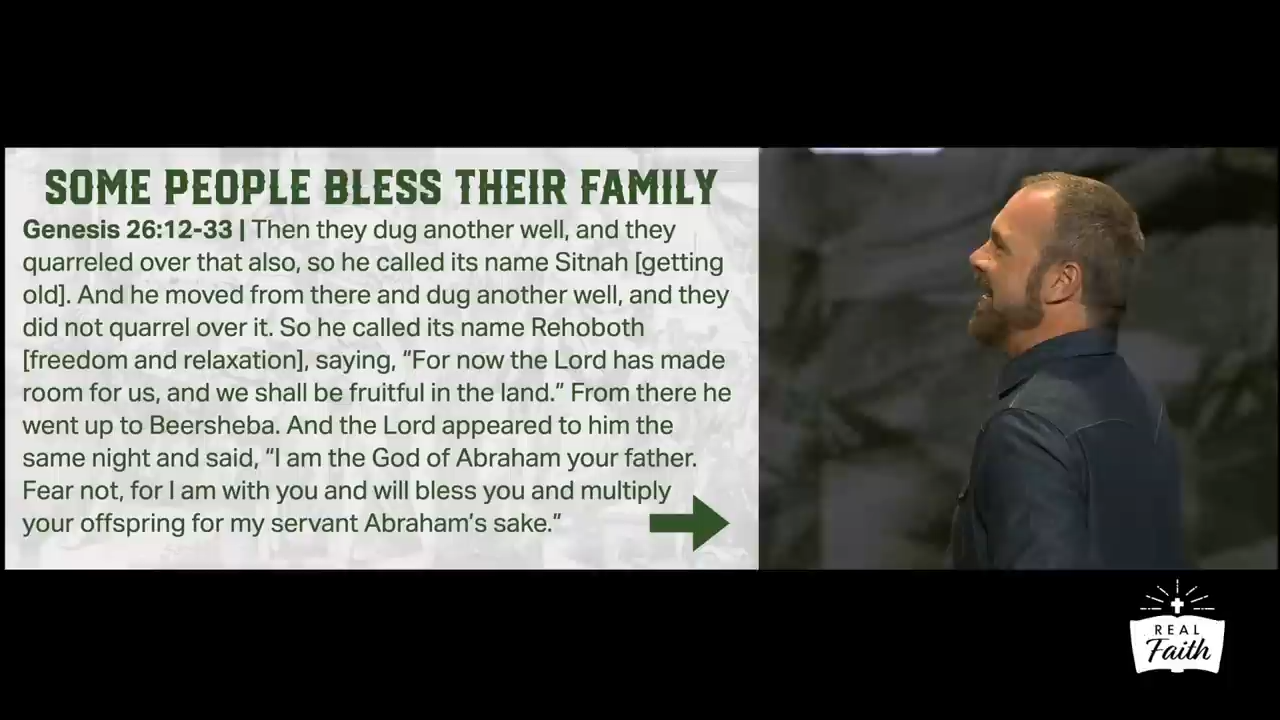 SOME PEOPLE BLESS THEIR FAMILY
Genesis 26:12-33 | Then they dug another well, and they
quarreled over that also, so he called its name Sitnah [getting
old]. And he moved from there and dug another well, and they
did not quarrel over it. So he called its name Rehoboth
[freedom and relaxation], saying, “For now the Lord has made
room for us, and we shall be fruitful in the land.” From there he
went up to Beersheba. And the Lord appeared to him the
same night and said, “I am the God of Abraham your father.
Fear not, for I am with you and will bless you and multiply
your offspring for my servant Abraham’s sake.”
REAL
Faith